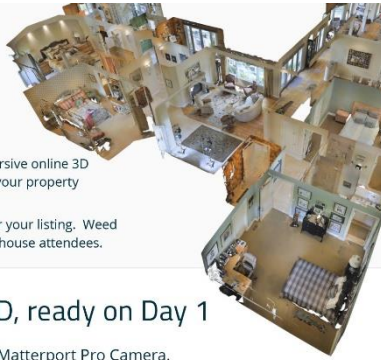 rsive online 3D
your property
r your listing. Weed
house attendees.
D, ready on Day 1
Matterport Pro Camera.